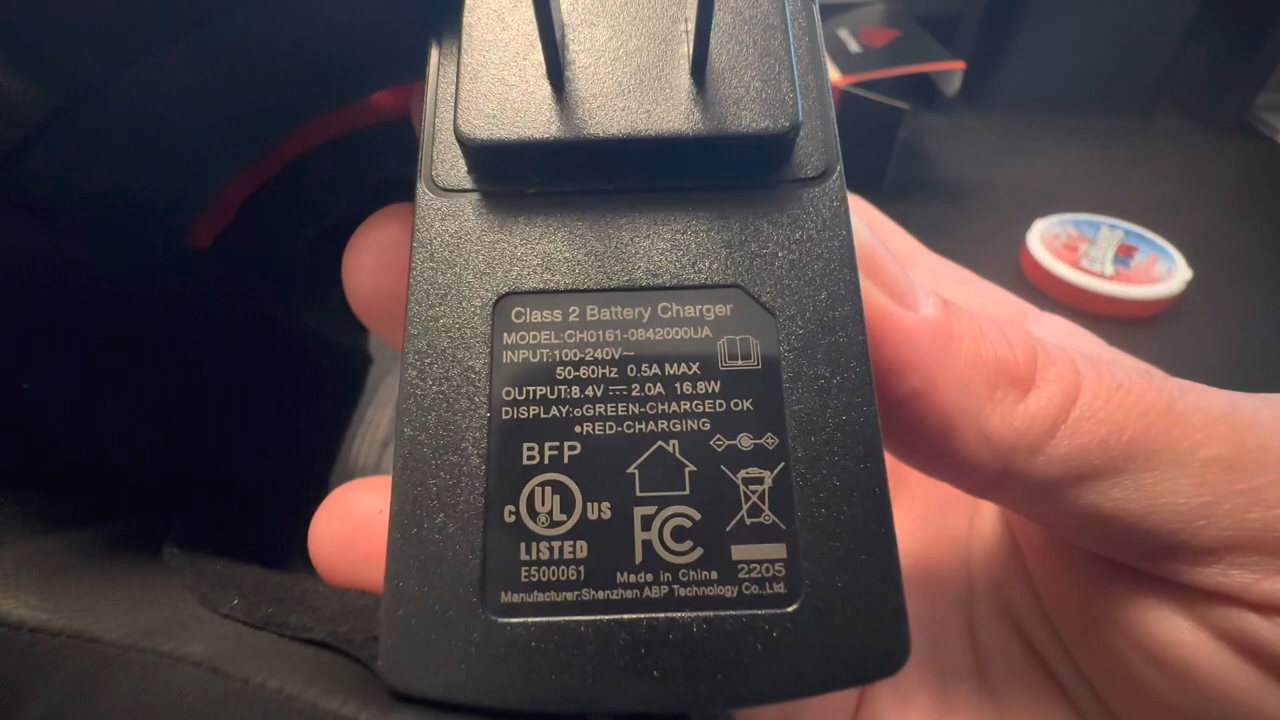 Class 2 Battery Charger
MODEL:CH0161-0842000UA
INPUT:100-240V~
50-60Hz 0.5A MAX
OUTPUT:8.4V⎓2.0A 16.8W
DISPLAY:○GREEN-CHARGED OK
●RED-CHARGING
BFP
C UL® US
LISTED
E500061
FC
Made in China
2205
Manufacturer:Shenzhen ABP Technology Co.,Ltd.